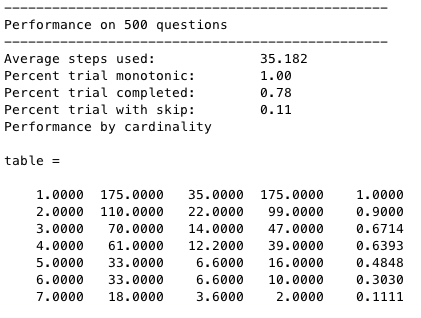 ------------------------------------------------
Performance on 500 questions
------------------------------------------------
Average steps used: 35.182
Percent trial monotonic: 1.00
Percent trial completed: 0.78
Percent trial with skip: 0.11
Performance by cardinality
table =
1.0000 175.0000 35.0000 175.0000 1.0000
2.0000 110.0000 22.0000 99.0000 0.9000
3.0000 70.0000 14.0000 47.0000 0.6714
4.0000 61.0000 12.2000 39.0000 0.6393
5.0000 33.0000 6.6000 16.0000 0.4848
6.0000 33.0000 6.6000 10.0000 0.3030
7.0000 18.0000 3.6000 2.0000 0.1111